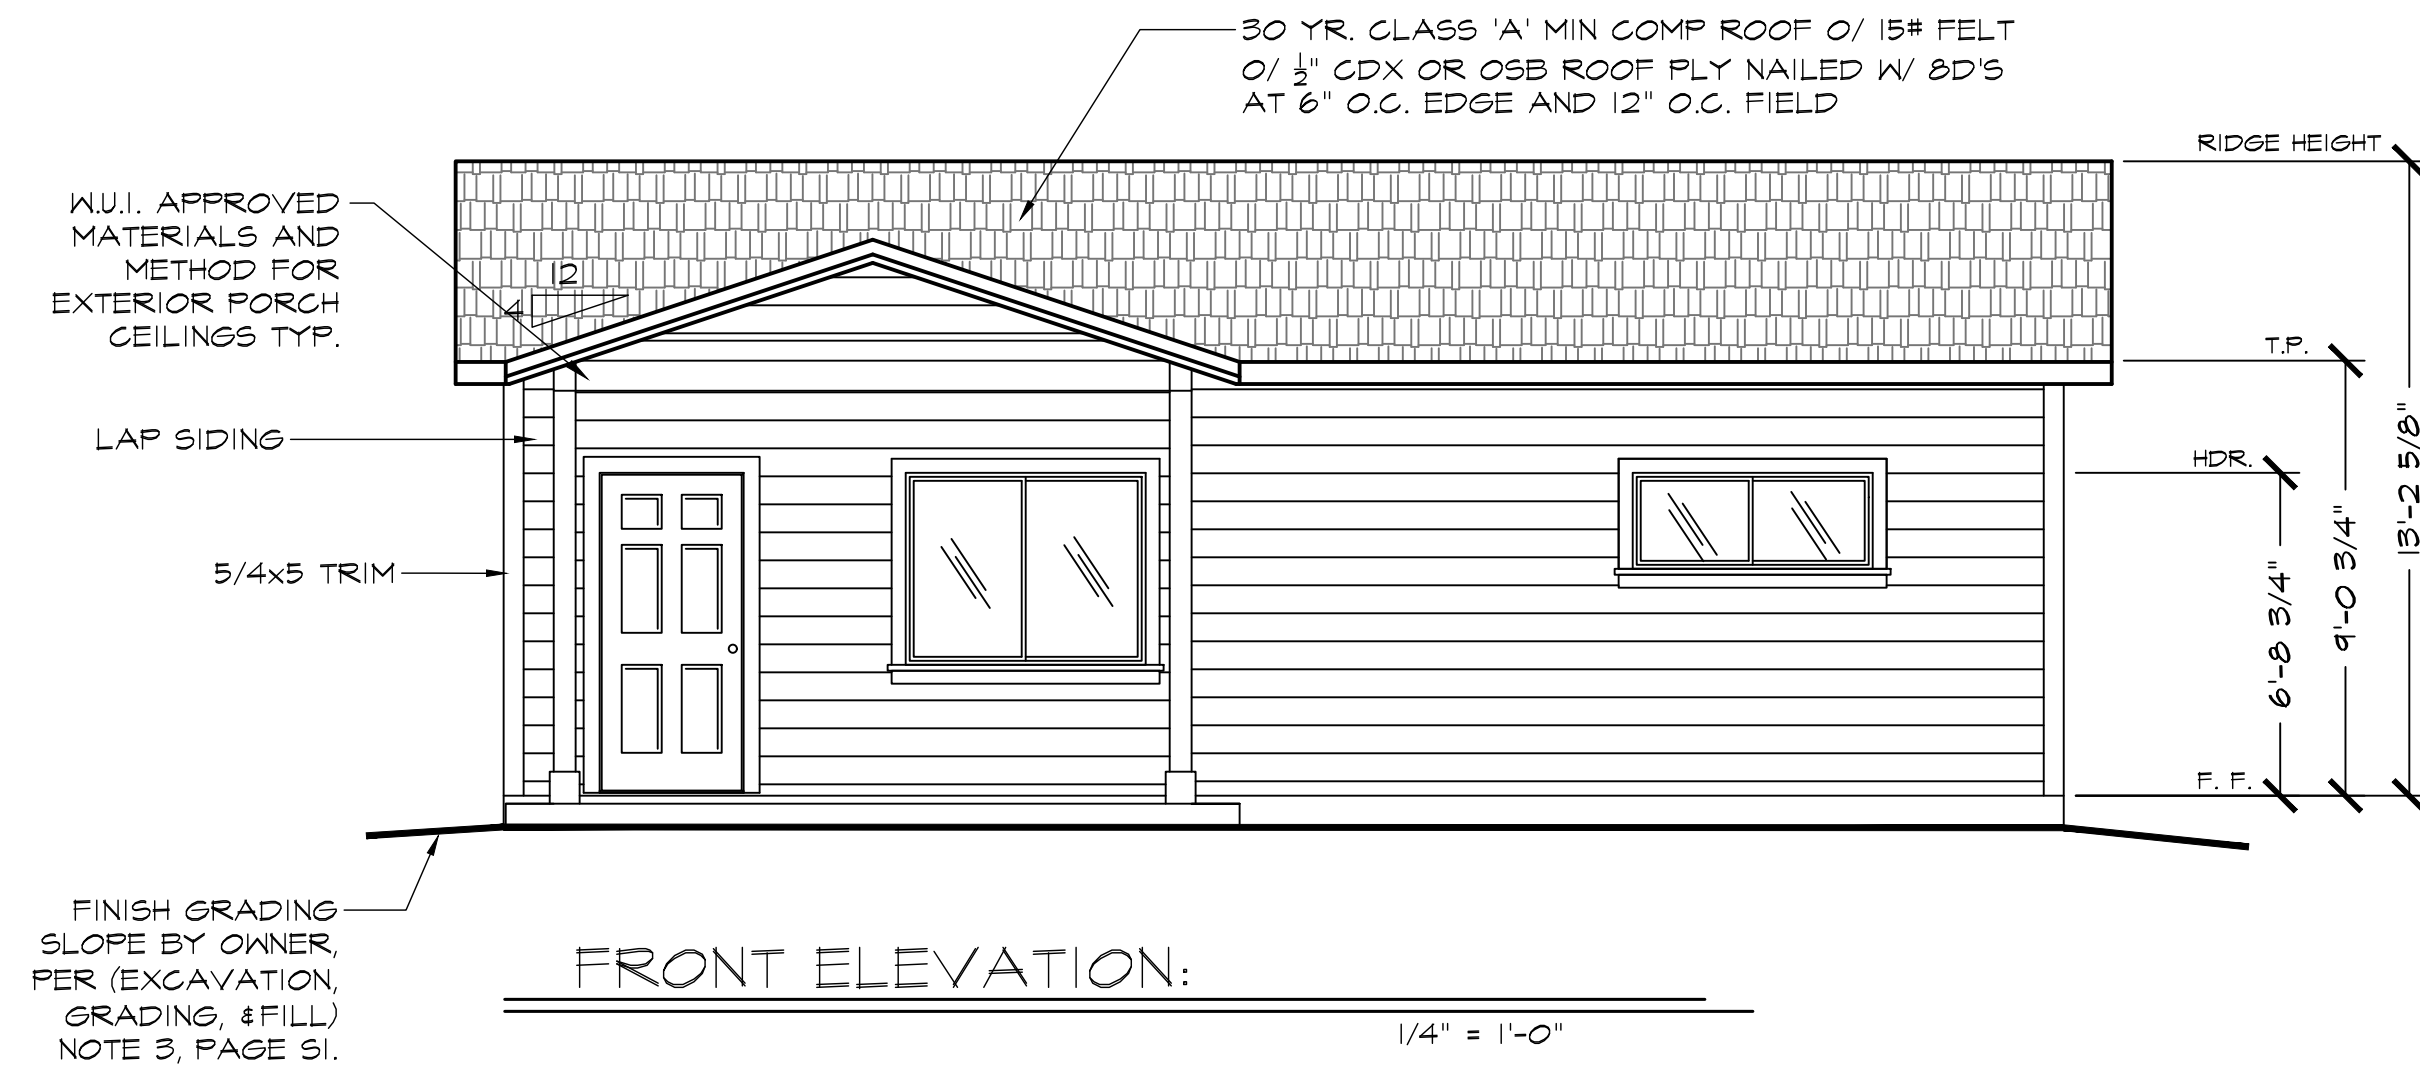 30 YR. CLASS 'A' MIN COMP ROOF O/ 15# FELT
O/ 1/2" CDX OR OSB ROOF PLY NAILED W/ 8D'S
AT 6" O.C. EDGE AND 12" O.C. FIELD
RIDGE HEIGHT
W.U.I. APPROVED
MATERIALS AND
METHOD FOR
EXTERIOR PORCH
CEILINGS TYP.
12
4
T.P.
LAP SIDING
HDR.
5/4x5 TRIM
6'-8 3/4"
9'-0 3/4"
13'-2 5/8"
F. F.
FINISH GRADING
SLOPE BY OWNER,
PER (EXCAVATION,
GRADING, &FILL)
NOTE 3, PAGE S1.
FRONT ELEVATION:
1/4" = 1'-0"